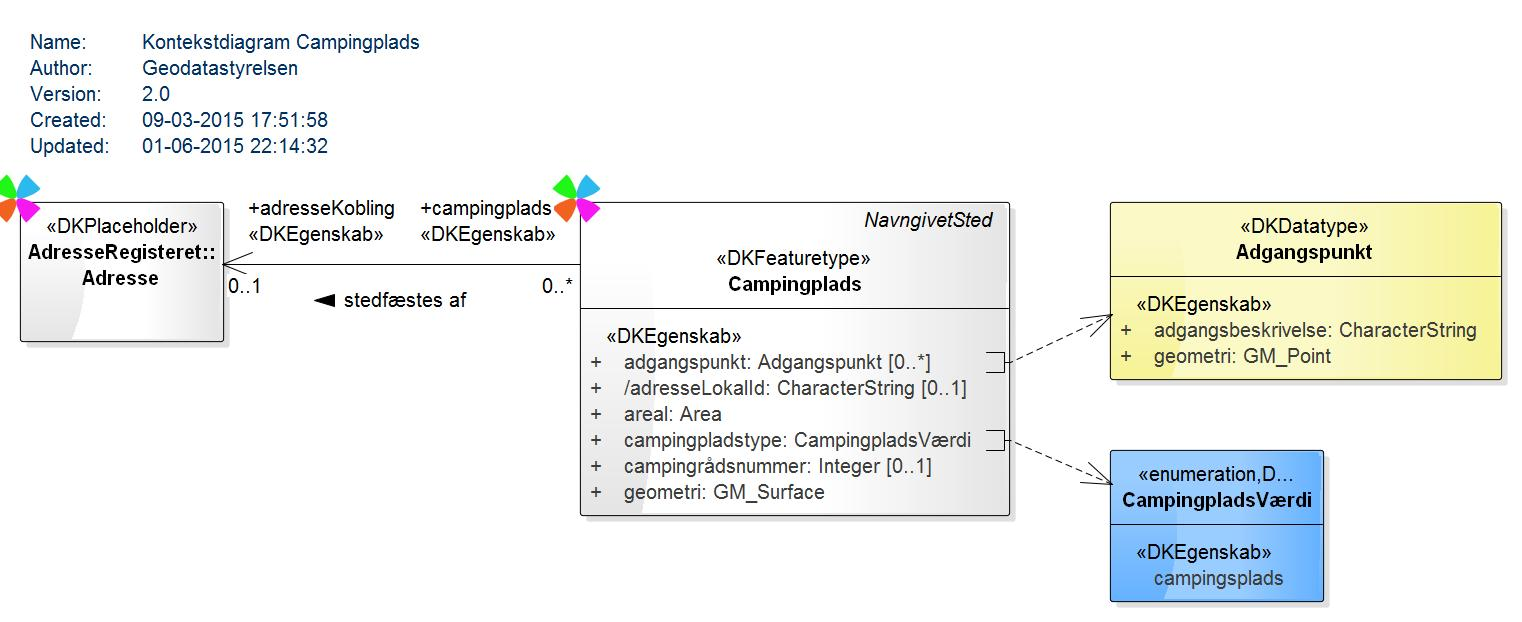 Name: Kontekstdiagram Campingplads
Author: Geodatastyrelsen
Version: 2.0
Created: 09-03-2015 17:51:58
Updated: 01-06-2015 22:14:32
«DKPlaceholder»
AdresseRegisteret::
Adresse
+adresseKobling
«DKEgenskab»
0..1
+campingplads
«DKEgenskab»
0..*
◄ stedfæstes af
NavngivetSted
«DKFeaturetype»
Campingplads
«DKEgenskab»
+ adgangspunkt: Adgangspunkt [0..*]
+ /adresseLokalId: CharacterString [0..1]
+ areal: Area
+ campingpladstype: CampingpladsVærdi
+ campingrådsnummer: Integer [0..1]
+ geometri: GM_Surface
«DKDatatype»
Adgangspunkt
«DKEgenskab»
+ adgangsbeskrivelse: CharacterString
+ geometri: GM_Point
«enumeration,D...
CampingpladsVærdi
«DKEgenskab»
campingsplads